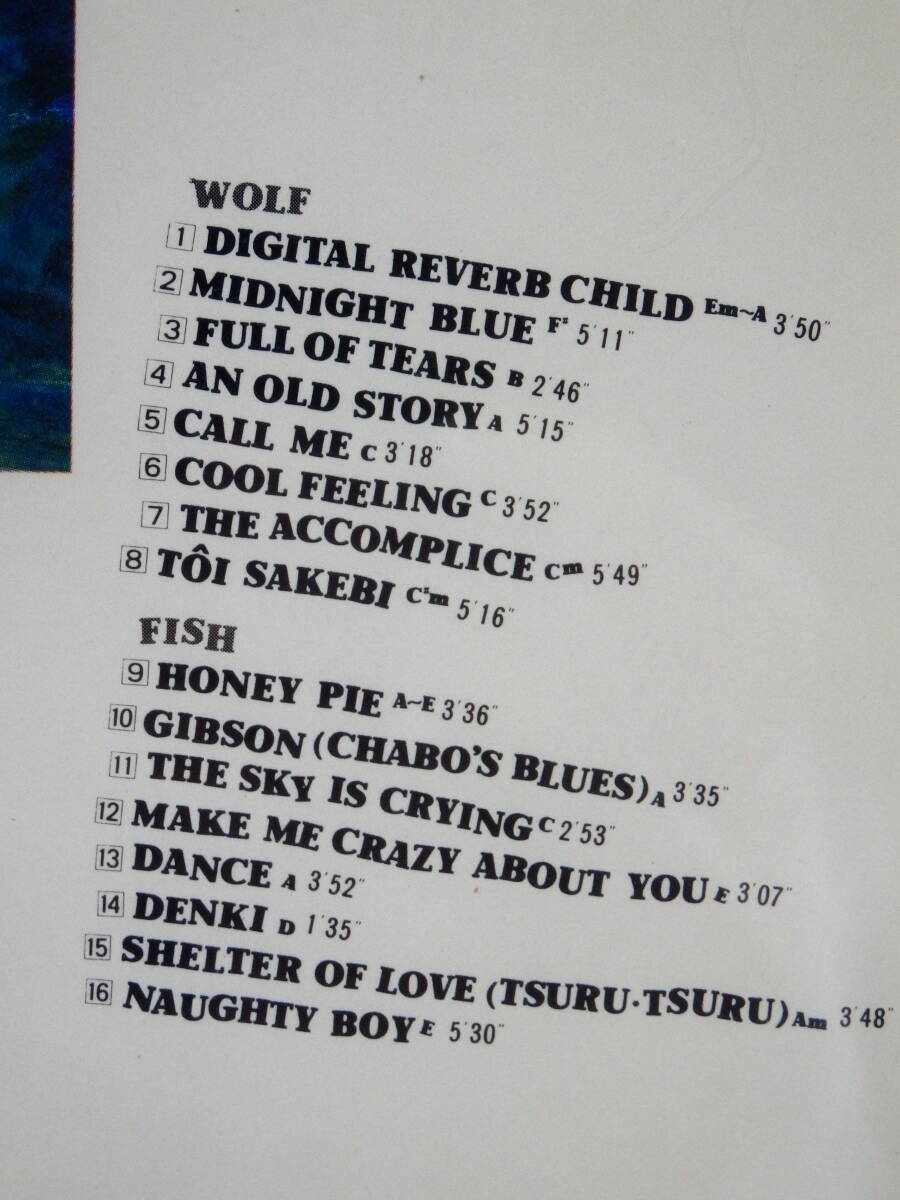 WOLF
1 DIGITAL REVERB CHILD Em~A 3'50"
2 MIDNIGHT BLUE F♯ 5'11"
3 FULL OF TEARS B 2'46"
4 AN OLD STORY A 5'15"
5 CALL ME C 3'18"
6 COOL FEELING C 3'52"
7 THE ACCOMPLICE Cm 5'49"
8 TÔI SAKEBI C♯m 5'16"
FISH
9 HONEY PIE A~E 3'36"
10 GIBSON (CHABO'S BLUES) A 3'35"
11 THE SKY IS CRYING C 2'53"
12 MAKE ME CRAZY ABOUT YOU E 3'07"
13 DANCE A 3'52"
14 DENKI D 1'35"
15 SHELTER OF LOVE (TSURU·TSURU) Am 3'48"
16 NAUGHTY BOY E 5'30"